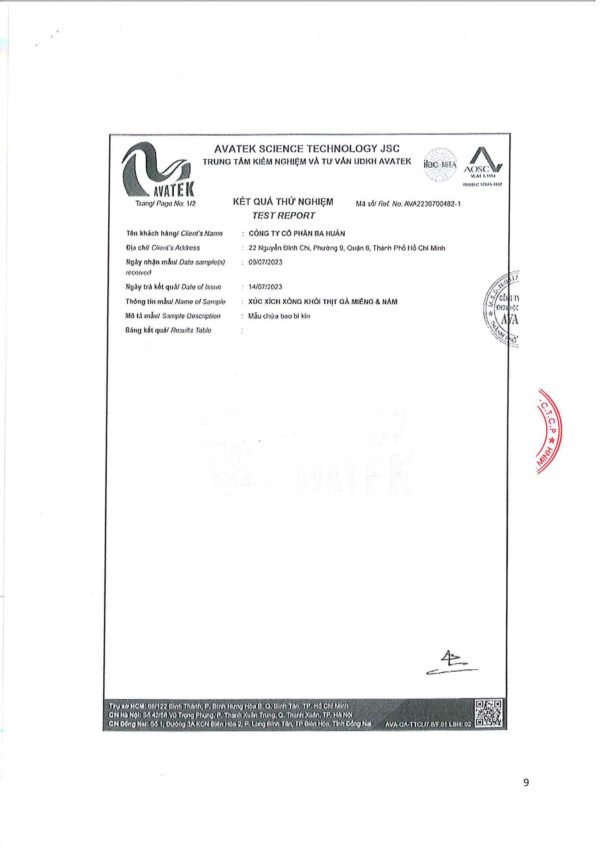 AVATEK SCIENCE TECHNOLOGY JSC
TRUNG TÂM KIỂM NGHIỆM VÀ TƯ VẤN UDKH AVATEK
AVATEK
ilac-MRA
AOSC
Trang/ Page No: 1/2
KẾT QUẢ THỬ NGHIỆM
Mã số/ Ref. No: AVA2230700482-1
TEST REPORT
Tên khách hàng/ Client's Name : CÔNG TY CỔ PHẦN BA HUÂN
Địa chỉ/ Client's Address : 22 Nguyễn Đình Chi, Phường 9, Quận 6, Thành Phố Hồ Chí Minh
Ngày nhận mẫu/ Date sample(s) : 09/07/2023
received
Ngày trả kết quả/ Date of Issue : 14/07/2023
Thông tin mẫu/ Name of Sample : XÚC XÍCH XÔNG KHÓI THỊT GÀ MIẾNG & NẤM
Mô tả mẫu/ Sample Description : Mẫu chứa bao bì kín
Bảng kết quả/ Results Table :
CÔNG TY
AVA
C.T.C.P
MINH
Trụ sở HCM: 66/122 Bình Thành, P. Bình Hưng Hòa B, Q. Bình Tân, TP. Hồ Chí Minh
CN Hà Nội: Số 42/68 Vũ Trọng Phụng, P. Thanh Xuân Trung, Q. Thanh Xuân, TP. Hà Nội
CN Đồng Nai: Số 1, Đường 3A KCN Biên Hòa 2, P. Long Bình Tân, TP Biên Hòa, Tỉnh Đồng Nai
AVA-QA-TTCL/7.8/F.01 LBH: 02
9